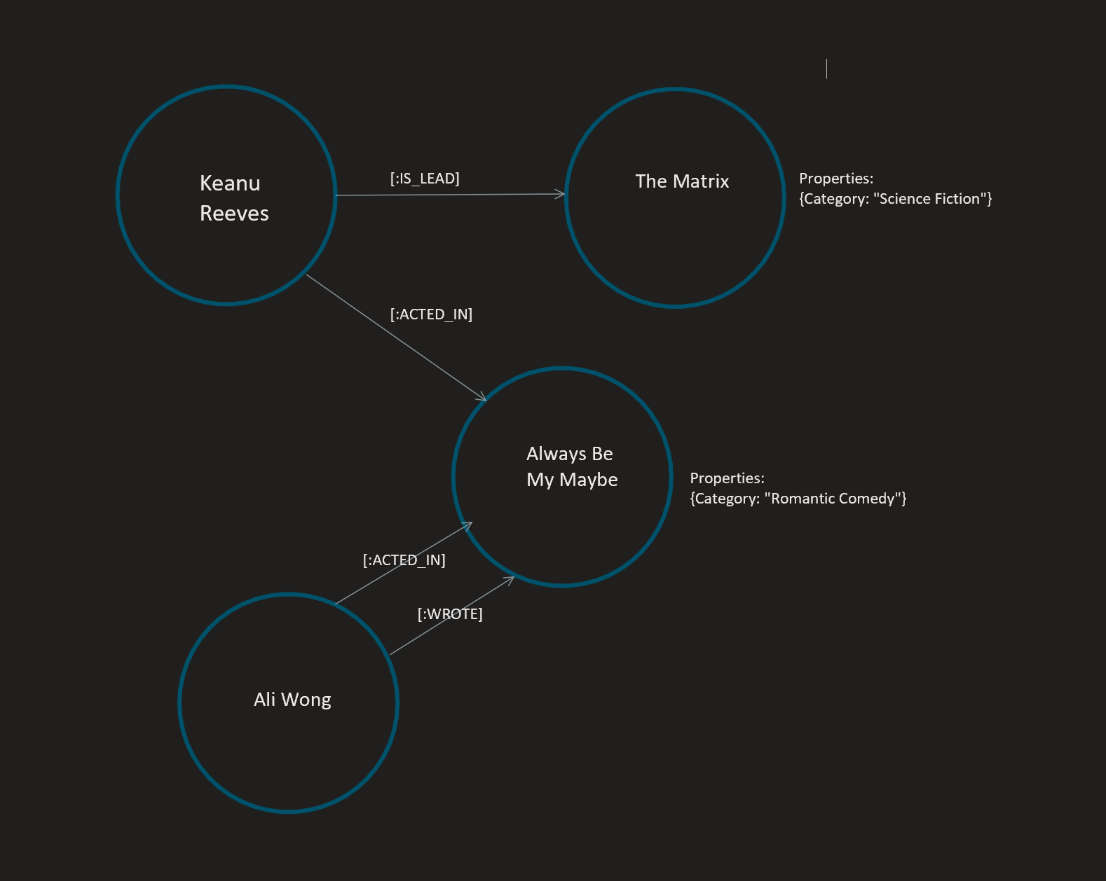 Keanu
Reeves
[:IS_LEAD]
The Matrix
Properties:
{Category: "Science Fiction"}
[:ACTED_IN]
Always Be
My Maybe
Properties:
{Category: "Romantic Comedy"}
[:ACTED_IN]
[:WROTE]
Ali Wong